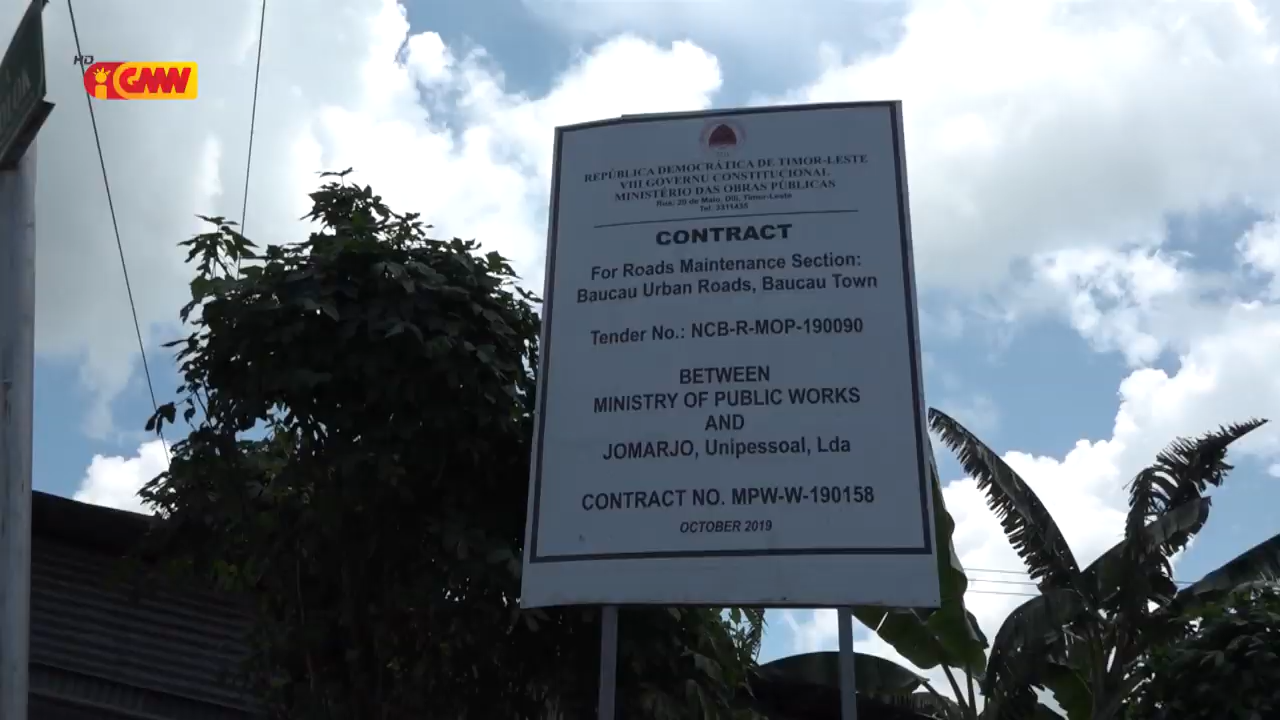 HD
GMN
REPÚBLICA DEMOCRÁTICA DE TIMOR-LESTE
VIII GOVERNU CONSTITUCIONAL
MINISTÉRIO DAS OBRAS PÚBLICAS
Rua, 20 de Maio, Dili, Timor-Leste
Tel. 3311435
CONTRACT
For Roads Maintenance Section:
Baucau Urban Roads, Baucau Town
Tender No.: NCB-R-MOP-190090
BETWEEN
MINISTRY OF PUBLIC WORKS
AND
JOMARJO, Unipessoal, Lda
CONTRACT NO. MPW-W-190158
OCTOBER 2019